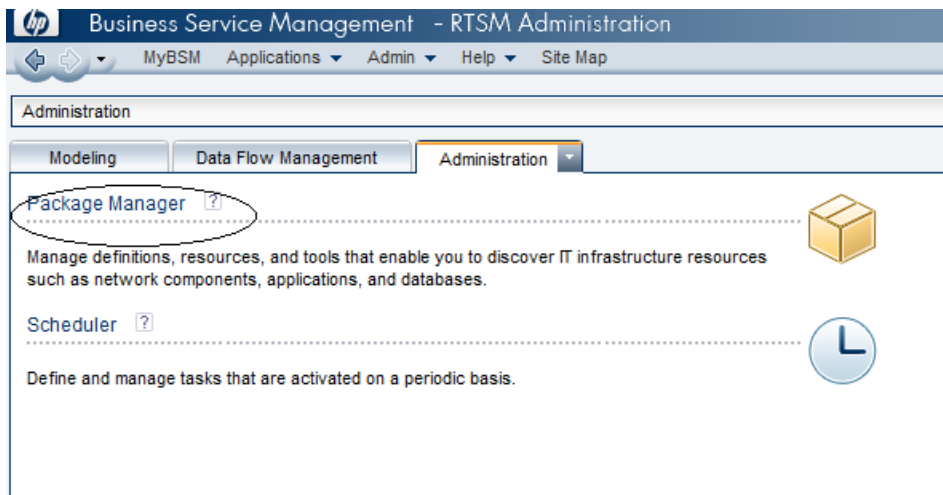 hp Business Service Management - RTSM Administration
MyBSM Applications Admin Help Site Map
Administration
Modeling Data Flow Management Administration
Package Manager ?
Manage definitions, resources, and tools that enable you to discover IT infrastructure resources
such as network components, applications, and databases.
Scheduler ?
Define and manage tasks that are activated on a periodic basis.